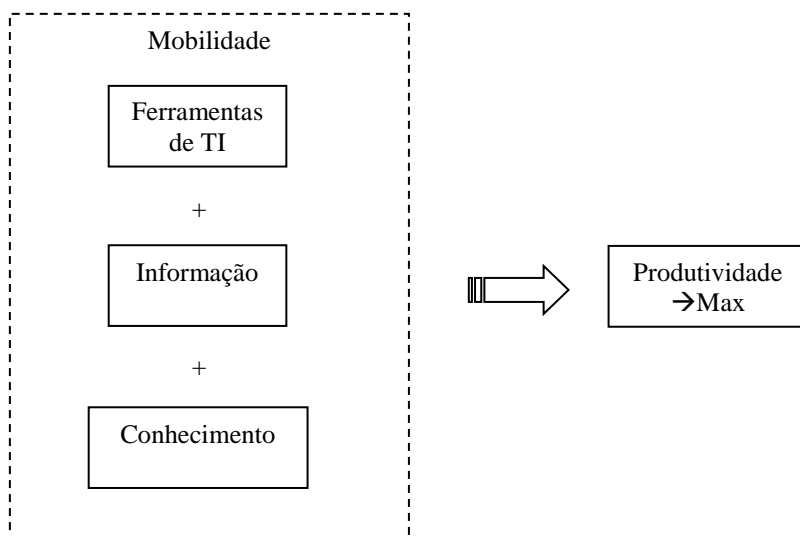 Mobilidade
Ferramentas
de TI
+
Informação
+
Conhecimento
Produtividade
→Max